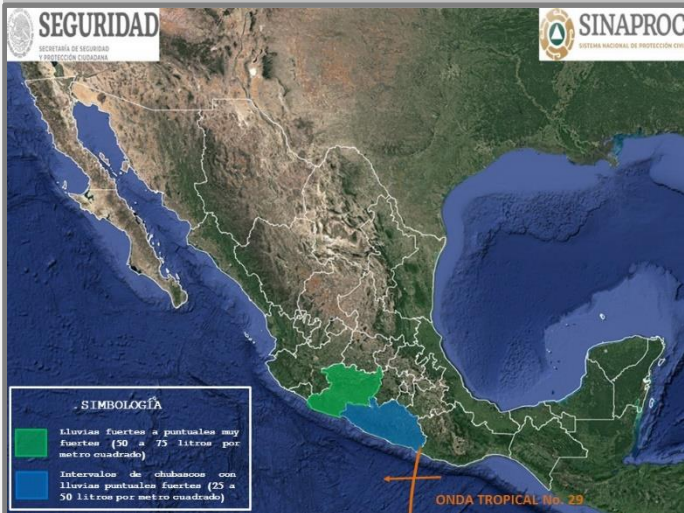 SEGURIDAD
SECRETARÍA DE SEGURIDAD
Y PROTECCIÓN CIUDADANA
SINAPROC
SISTEMA NACIONAL DE PROTECCIÓN CIVI
SIMBOLOGÍA
Lluvias fuertes a puntuales muy
fuertes (50 a 75 litros por
metro cuadrado)
Intervalos de chubascos con
lluvias puntuales fuertes (25 a
50 litros por metro cuadrado)
ONDA TROPICAL No. 29